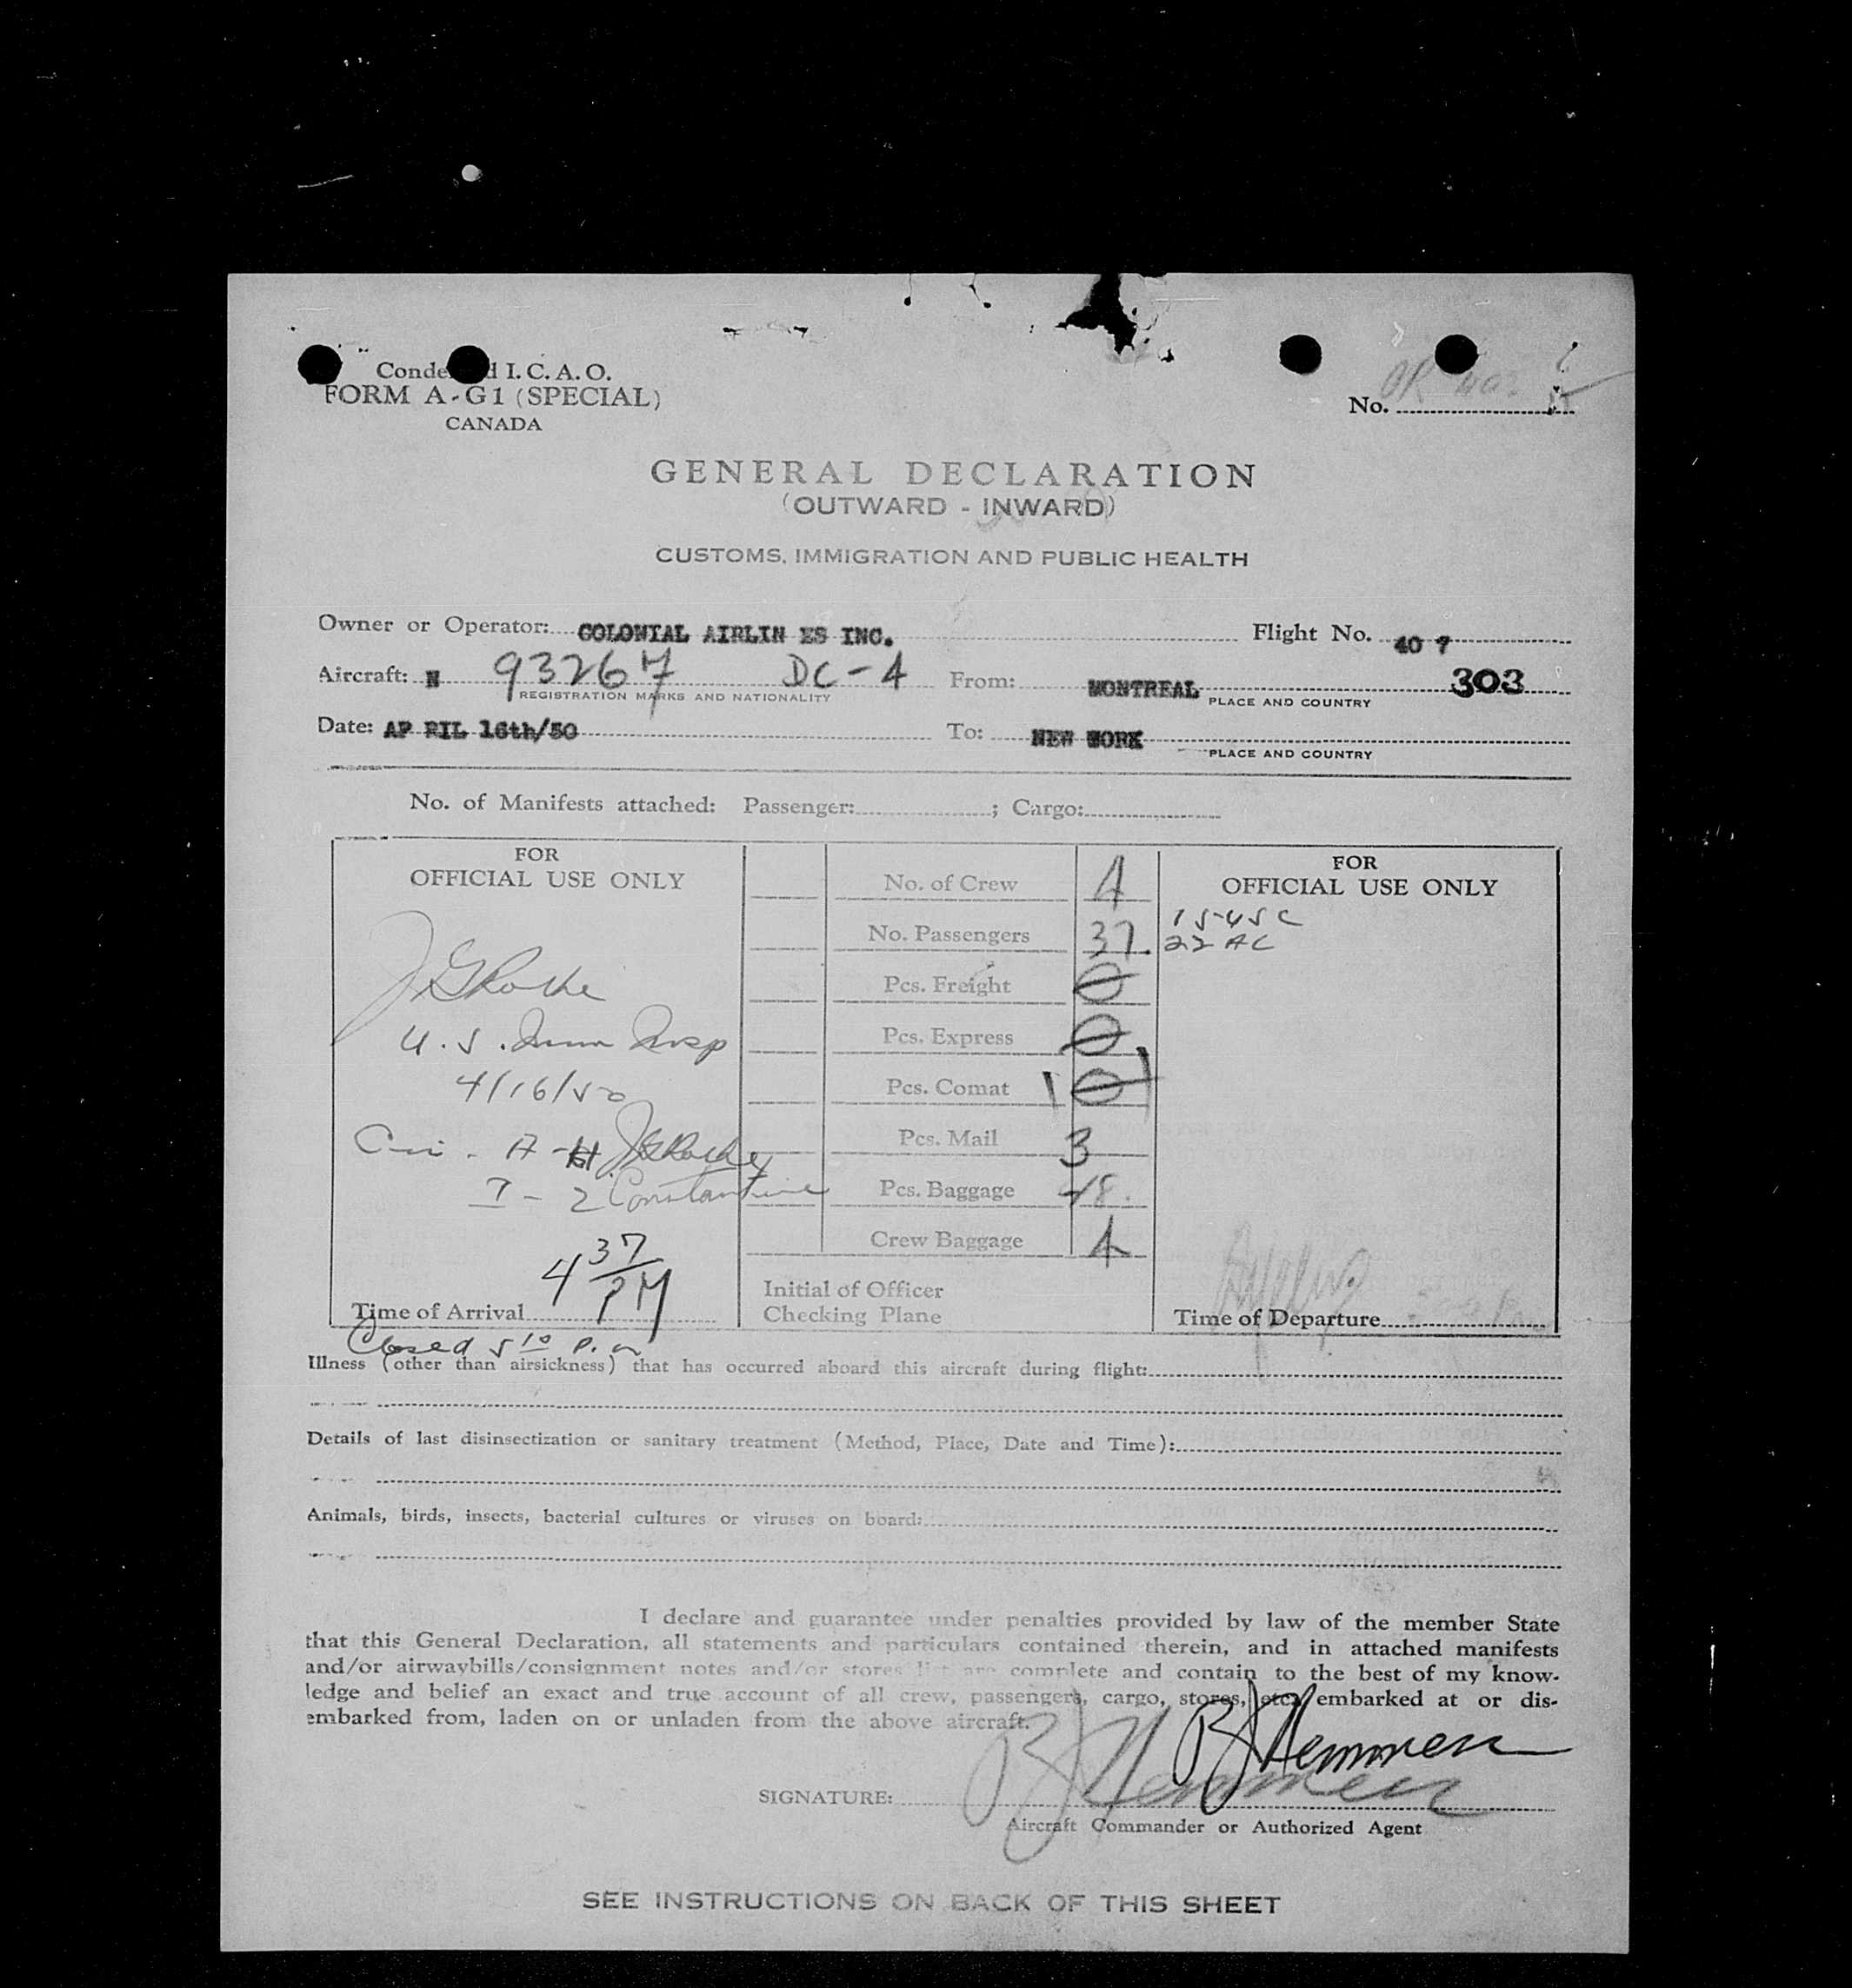 Condensed I. C. A. O.
FORM A-G1 (SPECIAL)
CANADA
No.
GENERAL DECLARATION
(OUTWARD - INWARD)
CUSTOMS, IMMIGRATION AND PUBLIC HEALTH
Owner or Operator: COLONIAL AIRLIN ES INC. Flight No. 40 7
Aircraft: N 93267 DC-4 From: MONTREAL 303
REGISTRATION MARKS AND NATIONALITY PLACE AND COUNTRY
Date: AP RIL 16th/50 To: NEW YORK
PLACE AND COUNTRY
No. of Manifests attached: Passenger: ; Cargo:
FOR
OFFICIAL USE ONLY
U.S. Imm Insp
4/16/50
I - 2 Constantine
4 37 PM
Time of Arrival
Closed 5 10 P.m
No. of Crew 4
No. Passengers 37.
Pcs. Freight 0
Pcs. Express 0
Pcs. Comat
Pcs. Mail 3
Pcs. Baggage
Crew Baggage 4
Initial of Officer
Checking Plane
FOR
OFFICIAL USE ONLY
15-USC
22 AC
Time of Departure
Illness (other than airsickness) that has occurred aboard this aircraft during flight:
Details of last disinsectization or sanitary treatment (Method, Place, Date and Time):
Animals, birds, insects, bacterial cultures or viruses on board:
I declare and guarantee under penalties provided by law of the member State
that this General Declaration, all statements and particulars contained therein, and in attached manifests
and/or airwaybills/consignment notes and/or stores list are complete and contain to the best of my know-
ledge and belief an exact and true account of all crew, passengers, cargo, stores, etc. embarked at or dis-
embarked from, laden on or unladen from the above aircraft.
BJ Hemmen
SIGNATURE: BJ Hemmen
Aircraft Commander or Authorized Agent
SEE INSTRUCTIONS ON BACK OF THIS SHEET